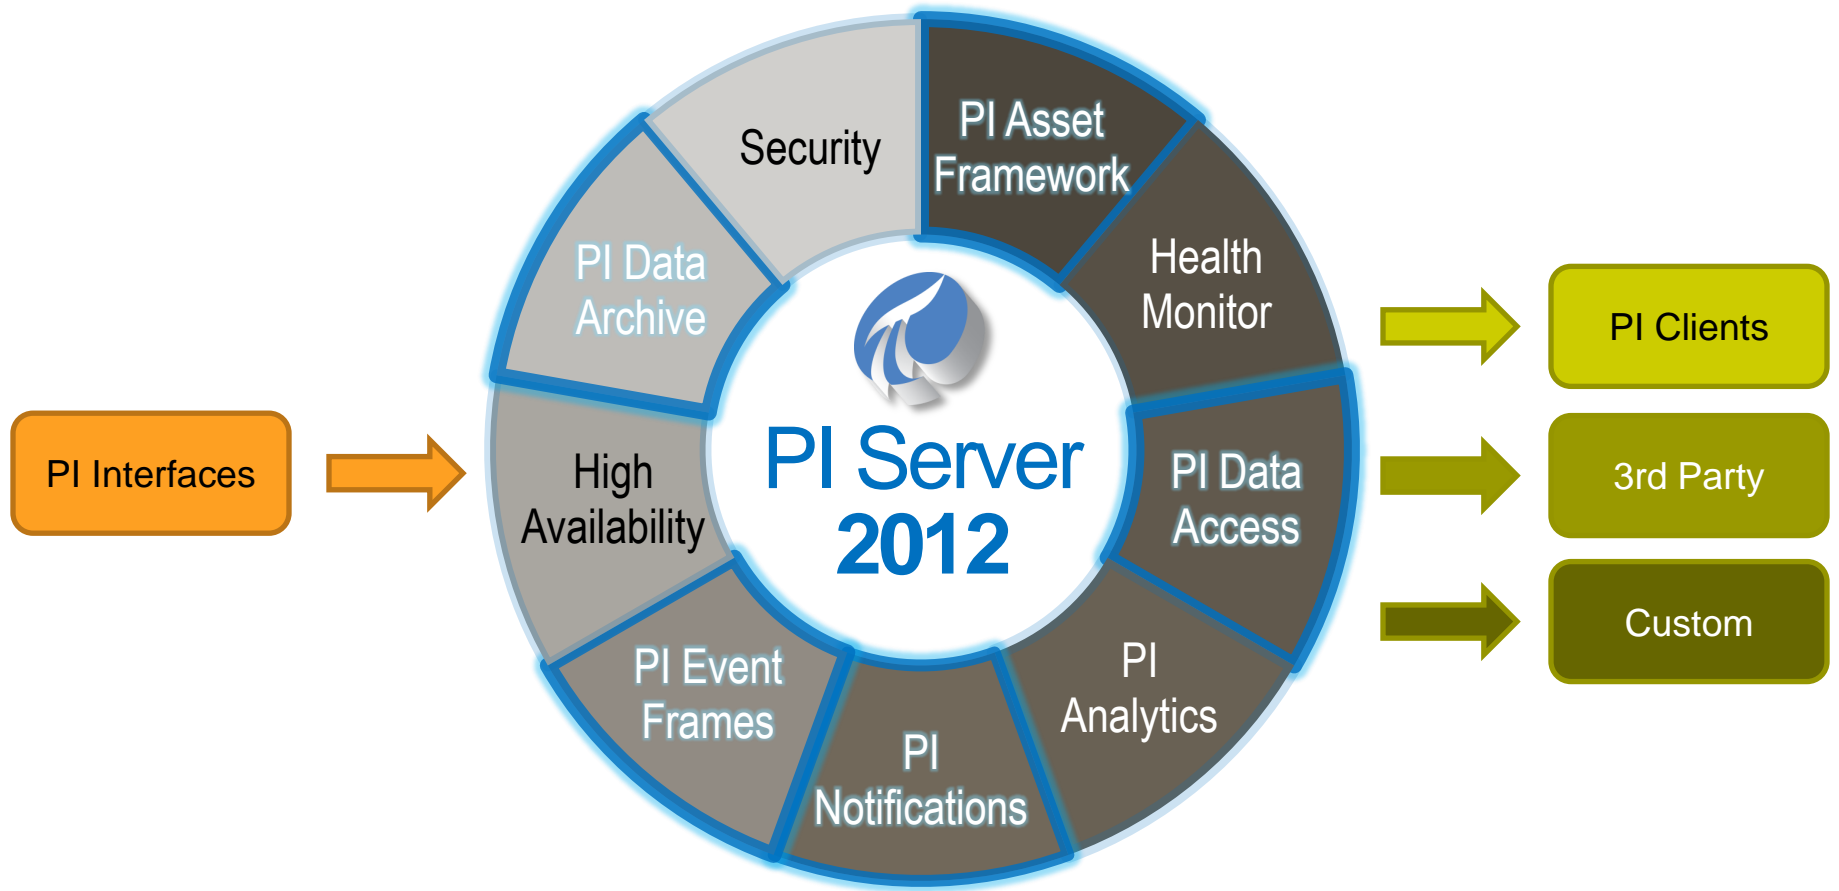 PI Interfaces
Security
PI Asset
Framework
Health
Monitor
PI Data
Access
PI
Analytics
PI
Notifications
PI Event
Frames
High
Availability
PI Data
Archive
PI Server
2012
PI Clients
3rd Party
Custom